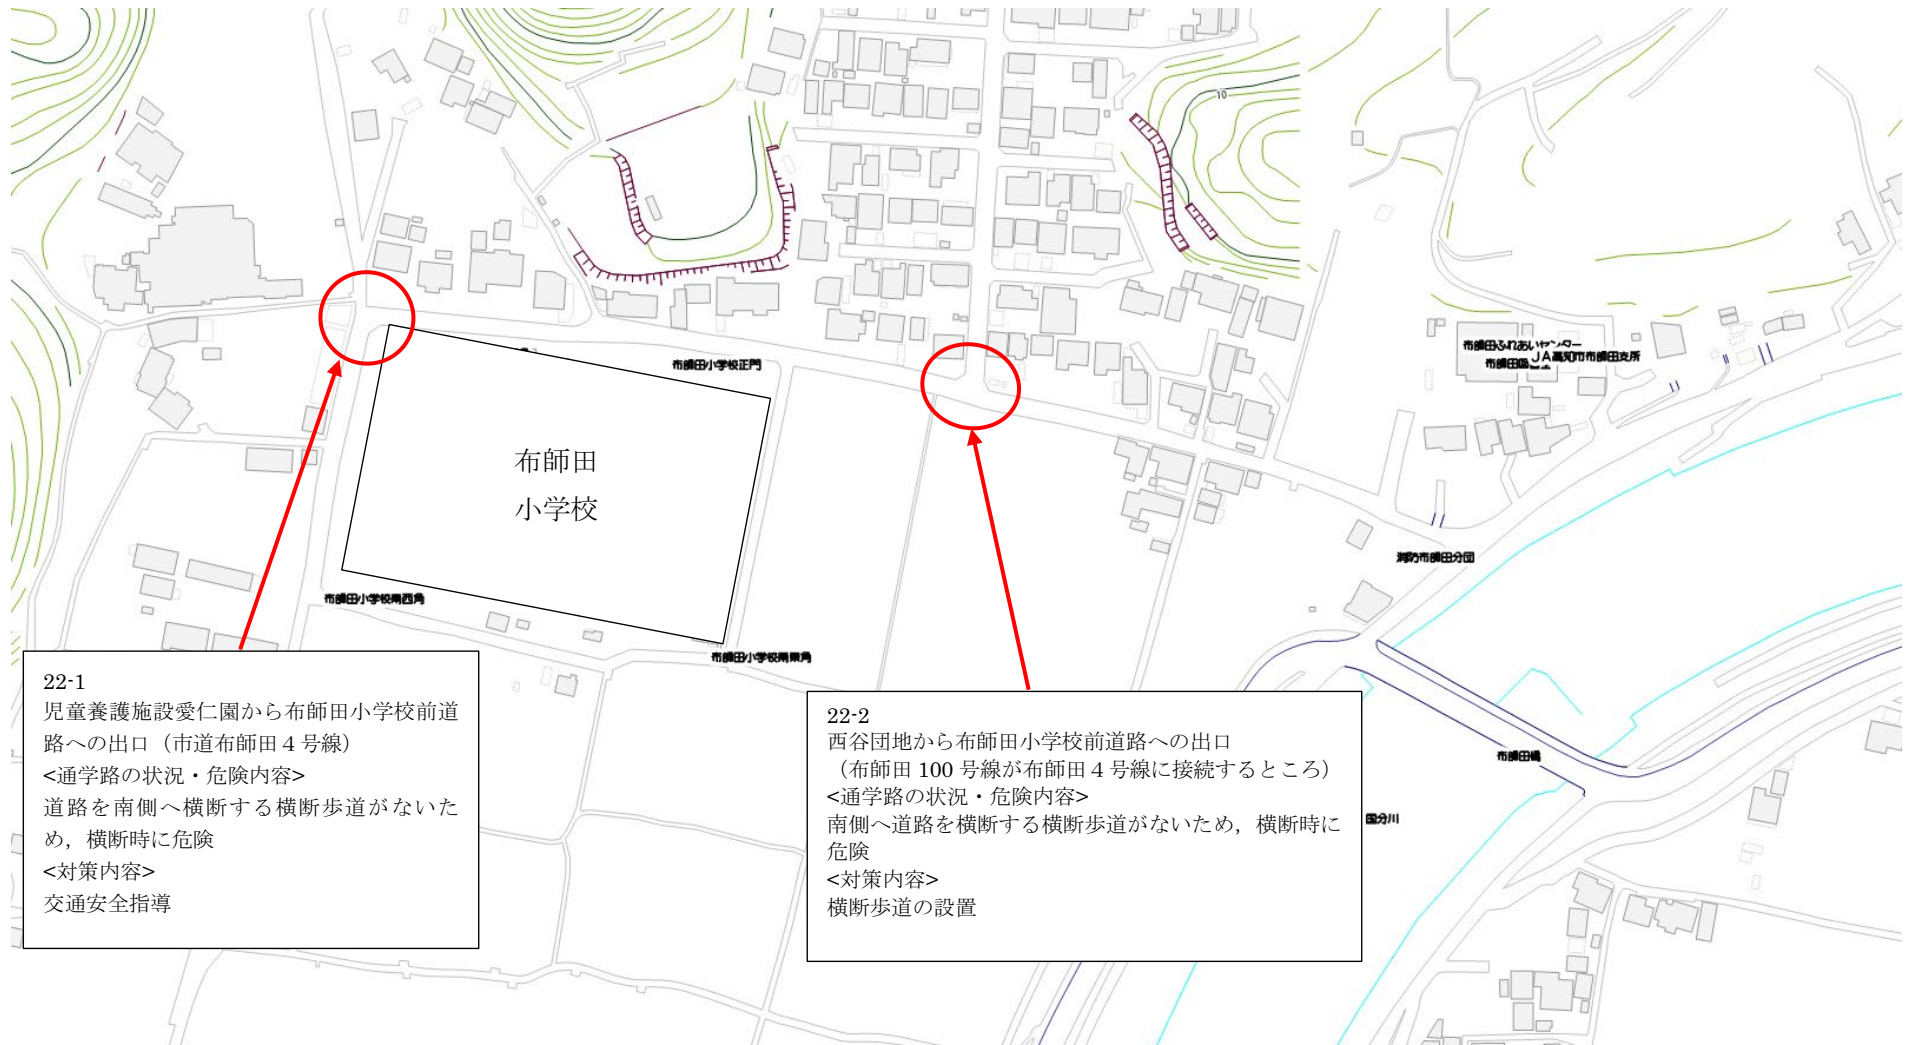 10
布師田ふれあいセンター
JA高知市布師田支所
布師田小学校正門
布師田
小学校
消防布師田分団
布師田小学校南西角
布師田小学校南東角
22-1
児童養護施設愛仁園から布師田小学校前道
路への出口（市道布師田４号線）
<通学路の状況・危険内容>
道路を南側へ横断する横断歩道がないた
め，横断時に危険
<対策内容>
交通安全指導
22-2
西谷団地から布師田小学校前道路への出口
（布師田 100 号線が布師田４号線に接続するところ）
<通学路の状況・危険内容>
南側へ道路を横断する横断歩道がないため，横断時に
危険
<対策内容>
横断歩道の設置
布師田橋
国分川